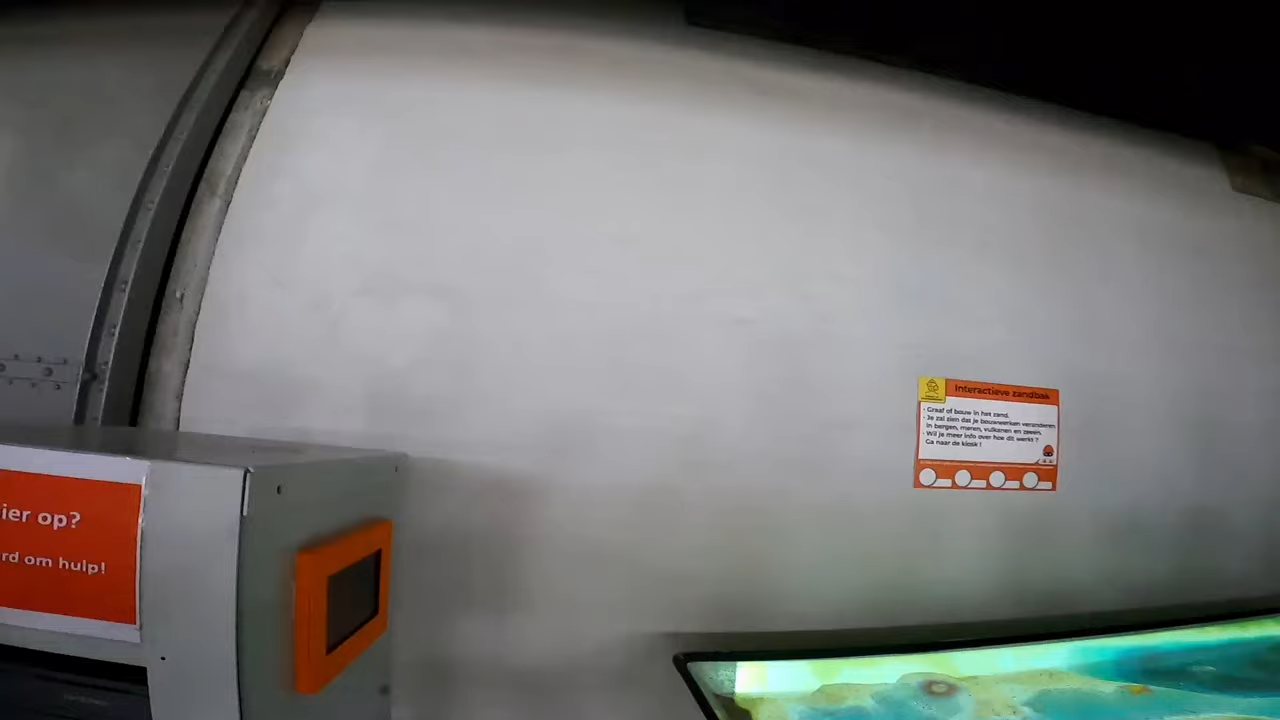 ier op?
rd om hulp!
Interactieve zandbak
- Graaf of bouw in het zand.
- Je zal zien dat je bouwwerken veranderen
in bergen, meren, vulkanen en zeeën.
- Wil je meer info over hoe dit werkt ?
Ga naar de kiosk !